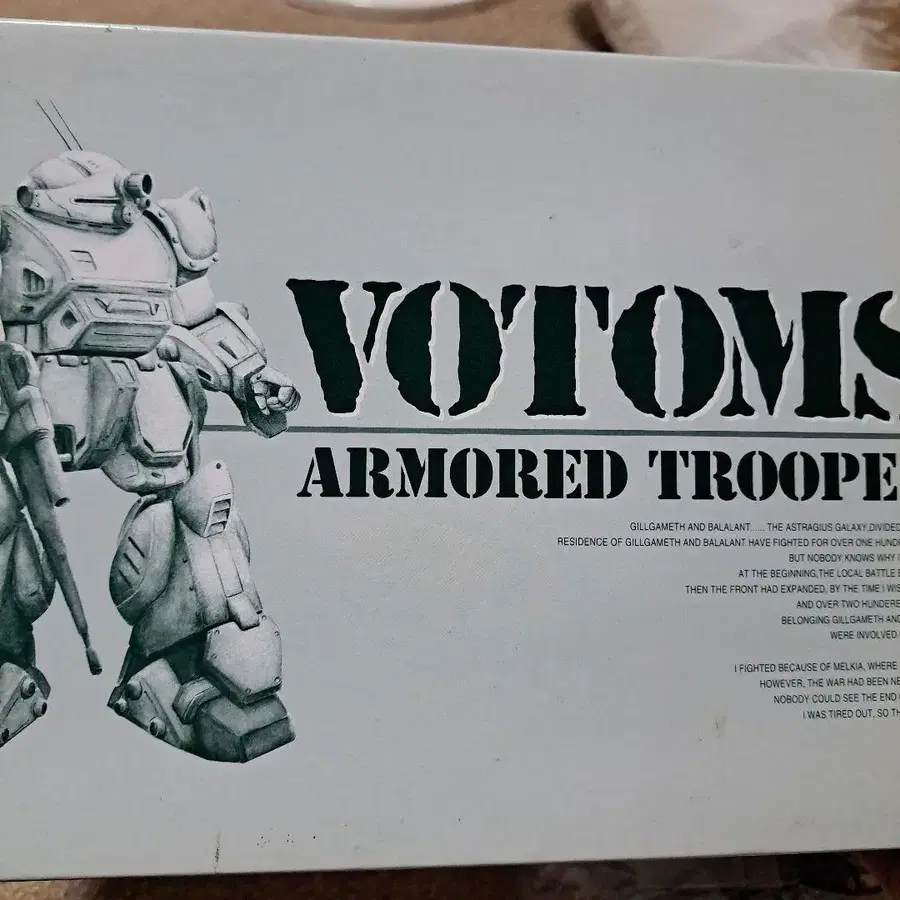 VOTOMS
ARMORED TROOPE
GILLGAMETH AND BALALANT...... THE ASTRAGIUS GALAXY DIVIDED
RESIDENCE OF GILLGAMETH AND BALALANT HAVE FIGHTED FOR OVER ONE HUNDR
BUT NOBODY KNOWS WHY
AT THE BEGINNING,THE LOCAL BATTLE
THEN THE FRONT HAD EXPANDED, BY THE TIME I WIS
AND OVER TWO HUNDERE
BELONGING GILLGAMETH AND
WERE INVOLVED
I FIGHTED BECAUSE OF MELKIA, WHERE
HOWEVER, THE WAR HAD BEEN NE
NOBODY COULD SEE THE END
I WAS TIRED OUT, SO TH